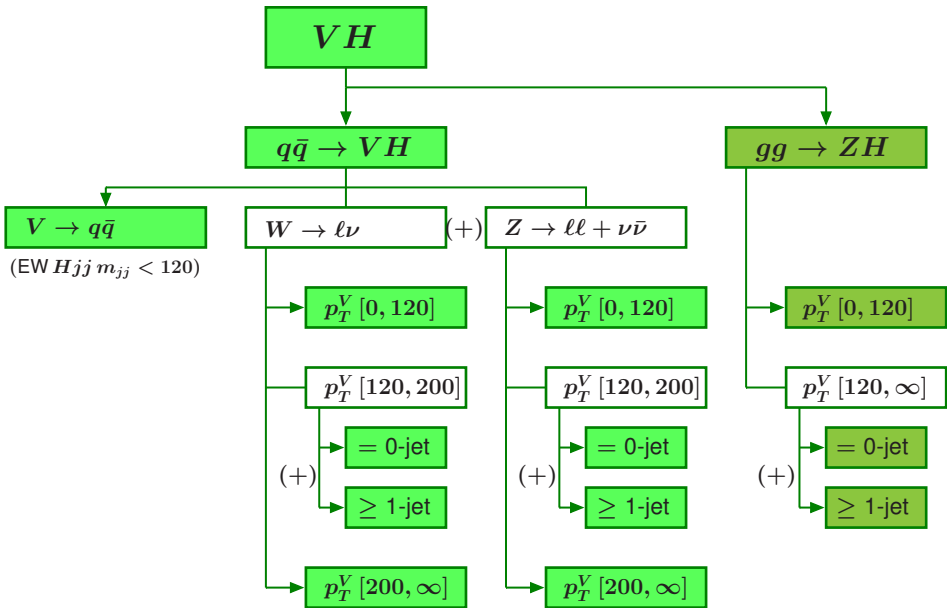 VH
qq̄ → VH
gg → ZH
V → qq̄
W → ℓν
(+)
Z → ℓℓ + νν̄
(EW Hjj m_{jj} < 120)
p_T^V [0, 120]
p_T^V [0, 120]
p_T^V [0, 120]
p_T^V [120, 200]
p_T^V [120, 200]
p_T^V [120, ∞]
= 0-jet
= 0-jet
= 0-jet
(+)
(+)
(+)
≥ 1-jet
≥ 1-jet
≥ 1-jet
p_T^V [200, ∞]
p_T^V [200, ∞]